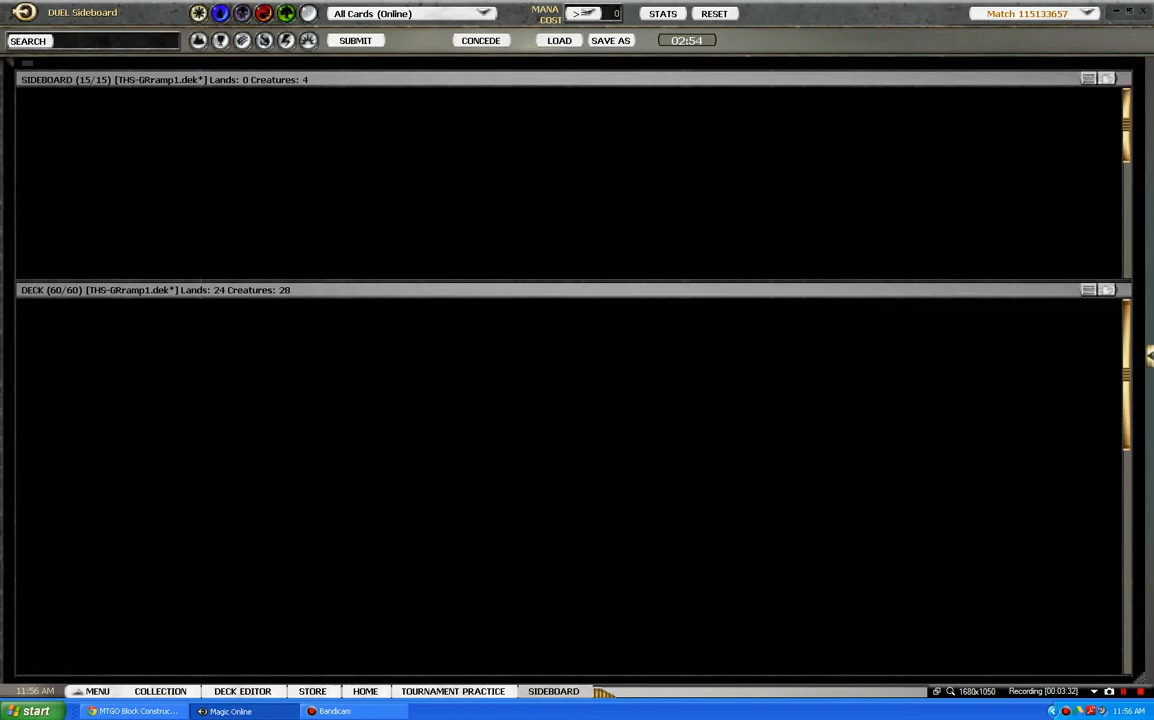 DUEL Sideboard
All Cards (Online)
MANA COST
0
STATS
RESET
Match 115133657
SEARCH
SUBMIT
CONCEDE
LOAD
SAVE AS
02:54
SIDEBOARD (15/15) [THS-GRramp1.dek*] Lands: 0 Creatures: 4
DECK (60/60) [THS-GRramp1.dek*] Lands: 24 Creatures: 28
11:56 AM
MENU
COLLECTION
DECK EDITOR
STORE
HOME
TOURNAMENT PRACTICE
SIDEBOARD
1680x1050
Recording [00:03:32]
start
MTGO Block Construc...
Magic Online
Bandicam
11:56 AM